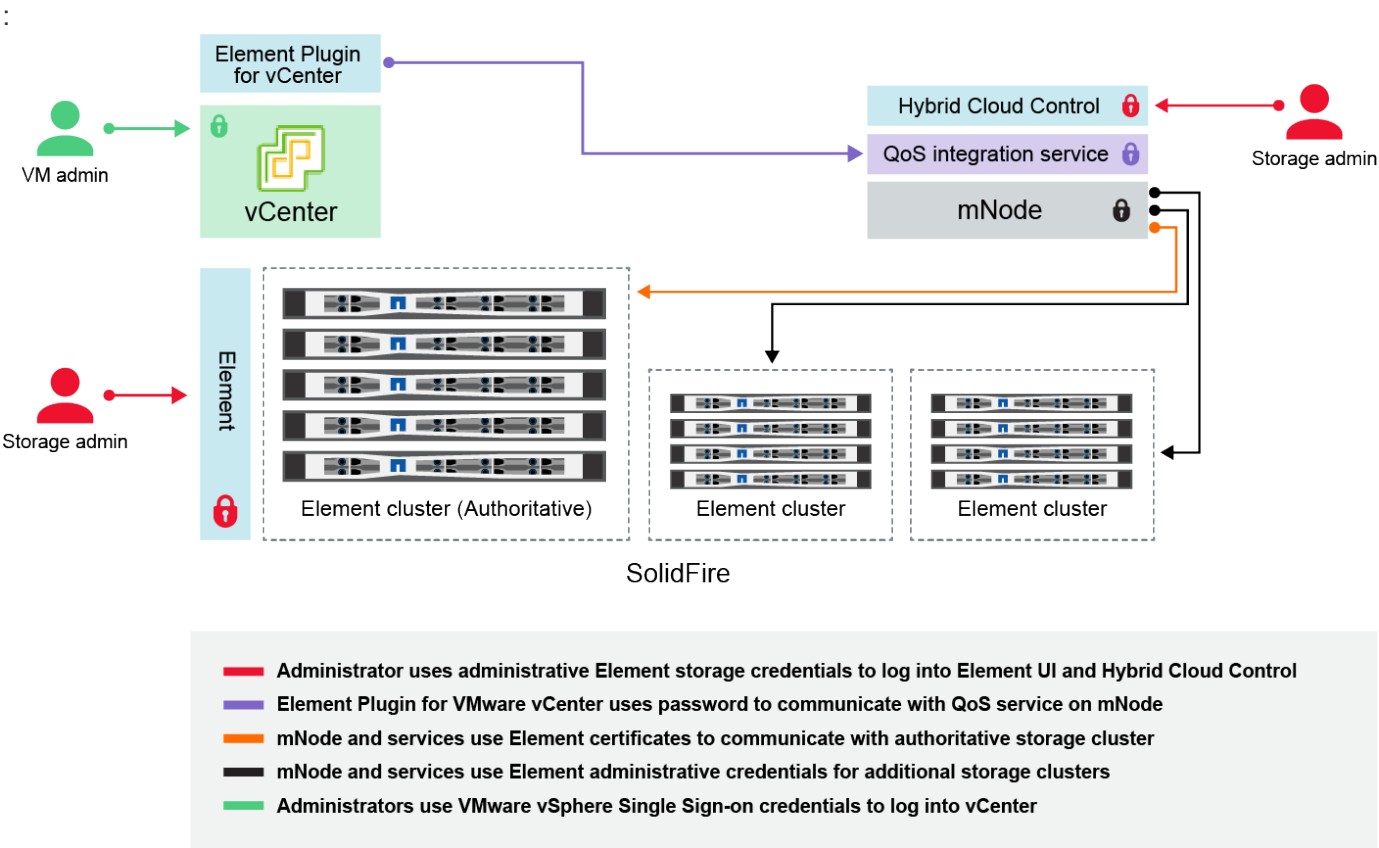 :
Element Plugin
for vCenter
VM admin
vCenter
Hybrid Cloud Control
QoS integration service
mNode
Storage admin
Storage admin
Element
Element cluster (Authoritative)
Element cluster
Element cluster
SolidFire
Administrator uses administrative Element storage credentials to log into Element UI and Hybrid Cloud Control
Element Plugin for VMware vCenter uses password to communicate with QoS service on mNode
mNode and services use Element certificates to communicate with authoritative storage cluster
mNode and services use Element administrative credentials for additional storage clusters
Administrators use VMware vSphere Single Sign-on credentials to log into vCenter